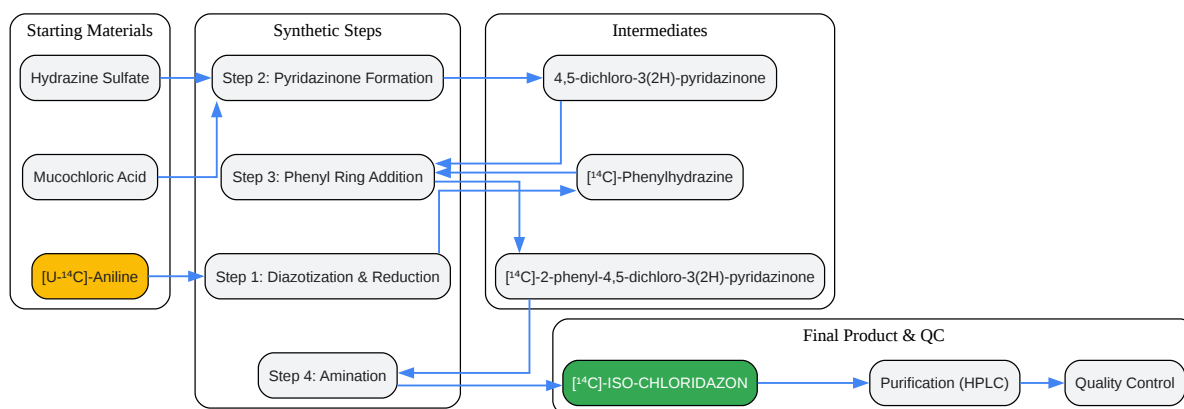 Starting Materials
Synthetic Steps
Intermediates
Hydrazine Sulfate
Step 2: Pyridazinone Formation
4,5-dichloro-3(2H)-pyridazinone
Mucochloric Acid
Step 3: Phenyl Ring Addition
[¹⁴C]-Phenylhydrazine
[U-¹⁴C]-Aniline
Step 1: Diazotization & Reduction
[¹⁴C]-2-phenyl-4,5-dichloro-3(2H)-pyridazinone
Final Product & QC
Step 4: Amination
[¹⁴C]-ISO-CHLORIDAZON
Purification (HPLC)
Quality Control